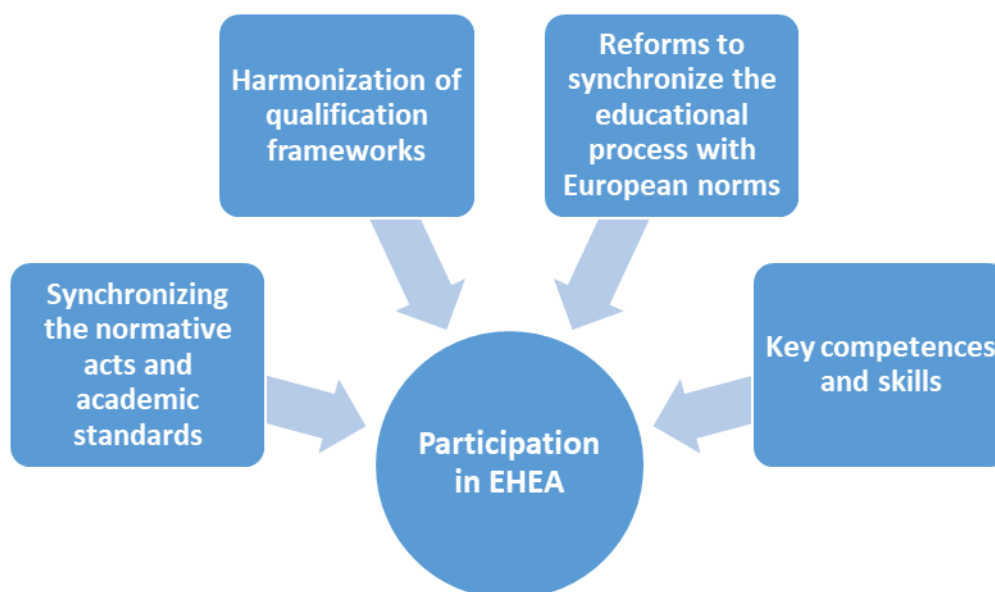 Synchronizing
the normative
acts and
academic
standards
Harmonization of
qualification
frameworks
Reforms to
synchronize the
educational
process with
European norms
Key competences
and skills
Participation
in EHEA